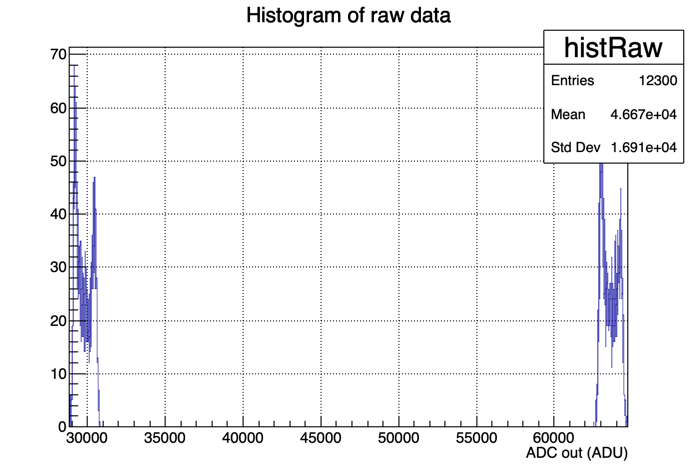 Histogram of raw data
histRaw
Entries 12300
Mean 4.667e+04
Std Dev 1.691e+04
70
60
50
40
30
20
10
0
30000 35000 40000 45000 50000 55000 60000
ADC out (ADU)